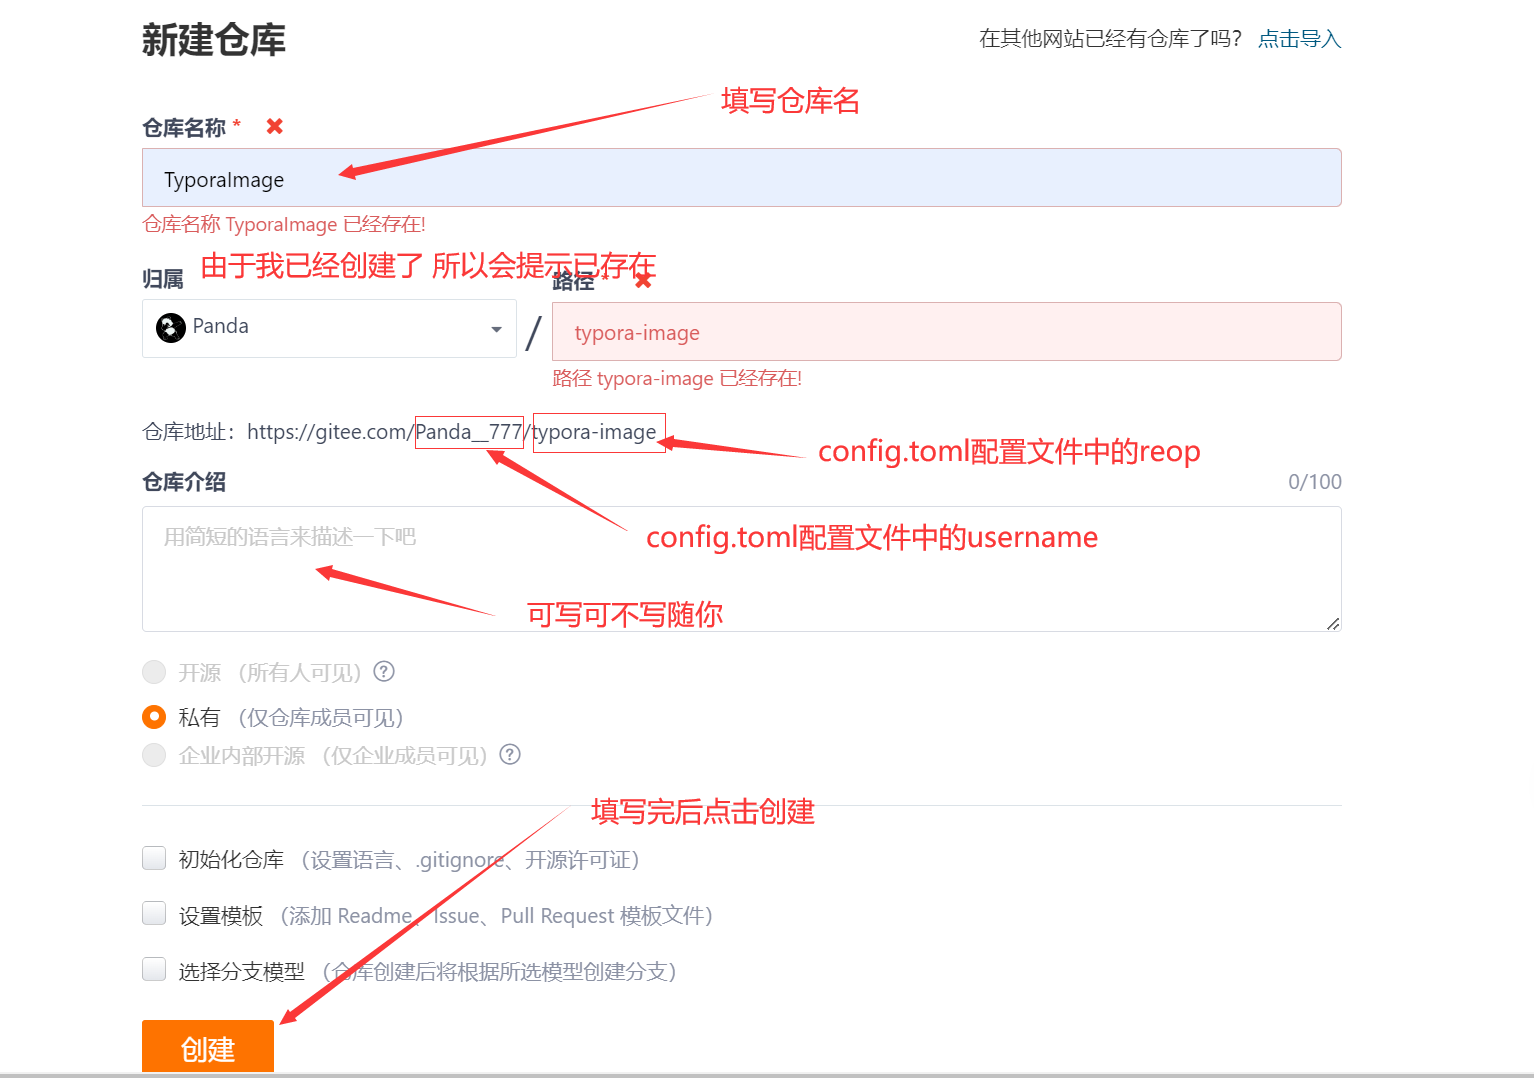 新建仓库
在其他网站已经有仓库了吗? 点击导入
填写仓库名
仓库名称 *
TyporaImage
仓库名称 TyporaImage 已经存在!
由于我已经创建了 所以会提示已存在
归属
路径 *
Panda
/
typora-image
路径 typora-image 已经存在!
仓库地址：https://gitee.com/Panda__777/typora-image
config.toml配置文件中的reop
仓库介绍
0/100
用简短的语言来描述一下吧
config.toml配置文件中的username
可写可不写随你
开源 （所有人可见） ?
私有 （仅仓库成员可见）
企业内部开源 （仅企业成员可见） ?
填写完后点击创建
初始化仓库 （设置语言、.gitignore、开源许可证）
设置模板 （添加 Readme、Issue、Pull Request 模板文件）
选择分支模型 （仓库创建后将根据所选模型创建分支）
创建